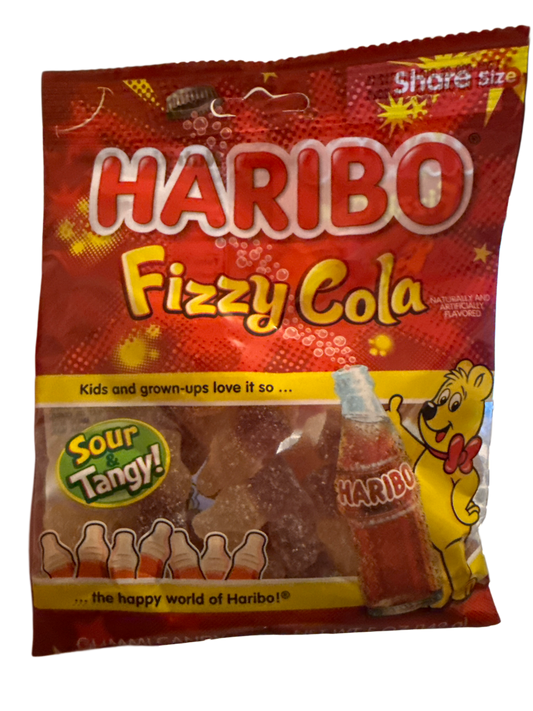 Share size
HARIBO®
Fizzy Cola
NATURALLY AND
ARTIFICIALLY
FLAVORED
Kids and grown-ups love it so ...
Sour
&
Tangy!
HARIBO
... the happy world of Haribo!®